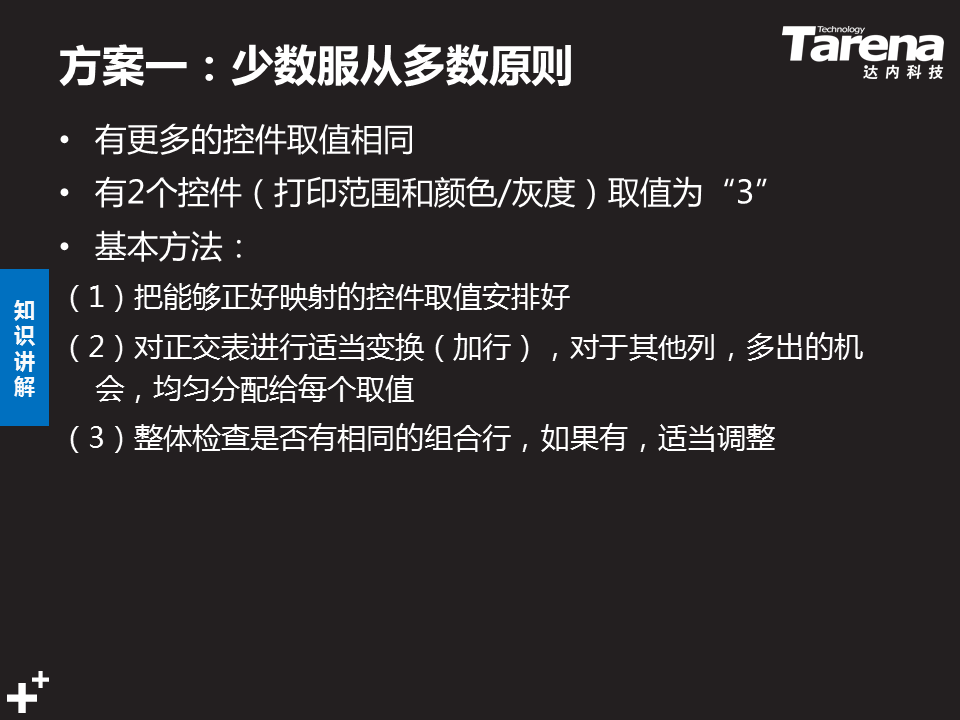 方案一：少数服从多数原则
Technology
Tarena
达内科技
• 有更多的控件取值相同
• 有2个控件（打印范围和颜色/灰度）取值为“3”
• 基本方法：
（1）把能够正好映射的控件取值安排好
（2）对正交表进行适当变换（加行），对于其他列，多出的机
会，均匀分配给每个取值
（3）整体检查是否有相同的组合行，如果有，适当调整
知
识
讲
解